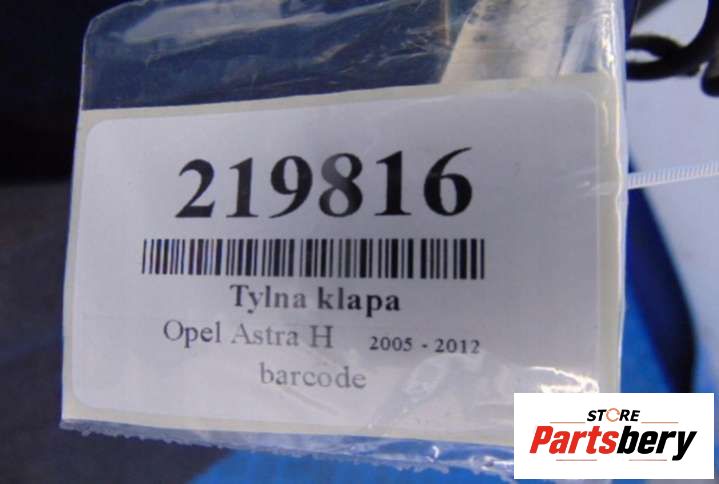 219816
Tylna klapa
Opel Astra H 2005 - 2012
barcode
STORE
Partsbery